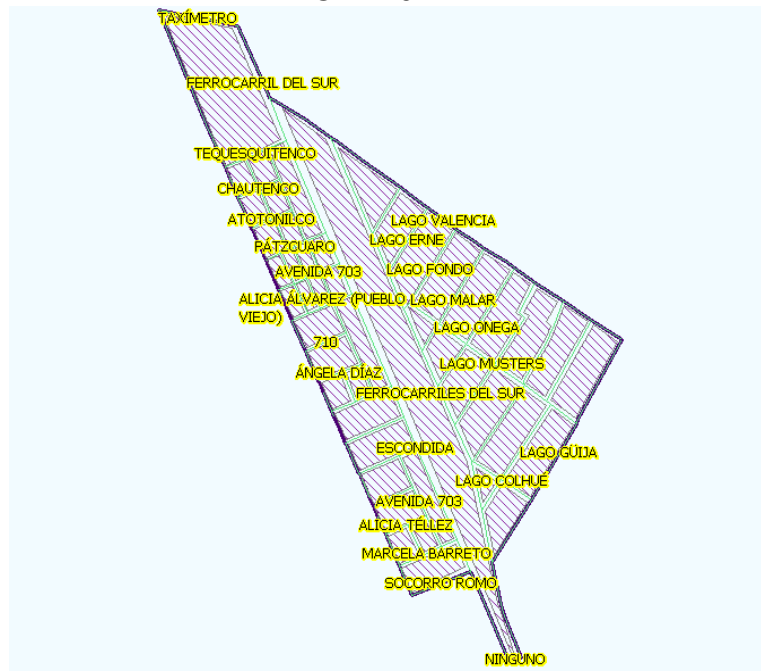 TAXÍMETRO
FERROCARRIL DEL SUR
TEQUESQUITENCO
CHAUTENCO
ATOTONILCO
LAGO VALENCIA
LAGO ERNE
PÁTZCUARO
LAGO FONDO
AVENIDA 703
ALICIA ÁLVAREZ (PUEBLO
VIEJO)
LAGO MALAR
LAGO ONEGA
710
LAGO MUSTERS
ÁNGELA DÍAZ
FERROCARRILES DEL SUR
ESCONDIDA
LAGO GÜIJA
LAGO COLHUÉ
AVENIDA 703
ALICIA TÉLLEZ
MARCELA BARRETO
SOCORRO ROMO
NINGUNO